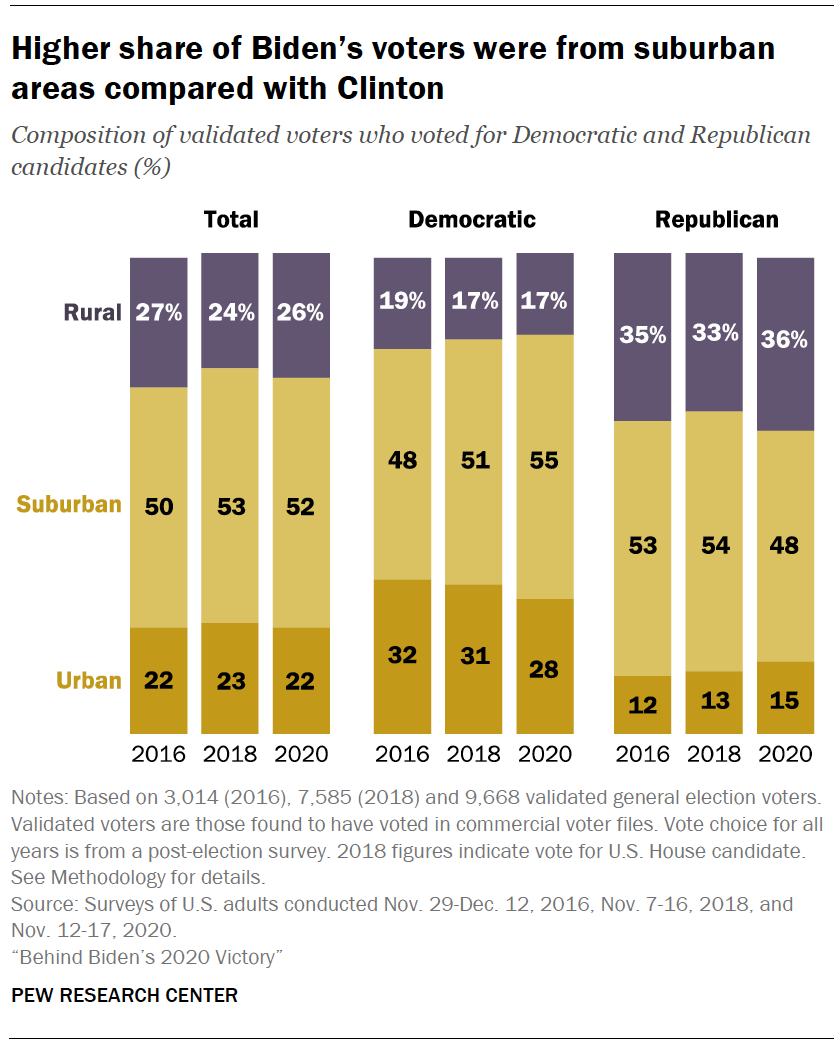 Higher share of Biden's voters were from suburban
areas compared with Clinton
Composition of validated voters who voted for Democratic and Republican
candidates (%)
Total Democratic Republican
Rural 27% 24% 26% 19% 17% 17% 35% 33% 36%
Suburban 50 53 52 48 51 55 53 54 48
Urban 22 23 22 32 31 28 12 13 15
2016 2018 2020 2016 2018 2020 2016 2018 2020
Notes: Based on 3,014 (2016), 7,585 (2018) and 9,668 validated general election voters.
Validated voters are those found to have voted in commercial voter files. Vote choice for all
years is from a post-election survey. 2018 figures indicate vote for U.S. House candidate.
See Methodology for details.
Source: Surveys of U.S. adults conducted Nov. 29-Dec. 12, 2016, Nov. 7-16, 2018, and
Nov. 12-17, 2020.
“Behind Biden's 2020 Victory”
PEW RESEARCH CENTER